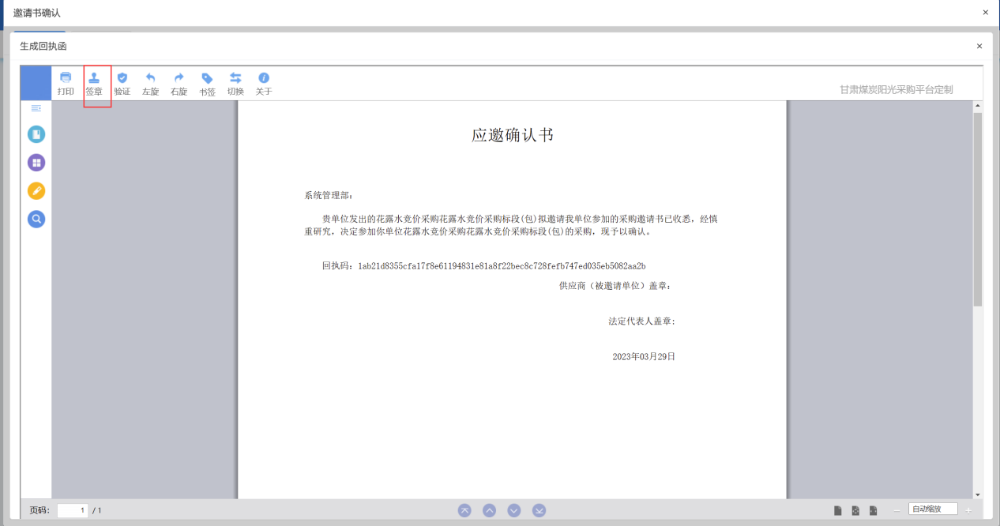 邀请书确认
×
生成回执函
×
打印 签章 验证 左旋 右旋 书签 切换 关于
甘肃煤炭阳光采购平台定制
应邀确认书
系统管理部：
贵单位发出的花露水竞价采购花露水竞价采购标段(包)拟邀请我单位参加的采购邀请书已收悉，经慎
重研究，决定参加你单位花露水竞价采购花露水竞价采购标段(包)的采购，现予以确认。
回执码：1ab21d8355cfa17f8e61194831e81a8f22bec8c728fefb747ed035eb5082aa2b
供应商（被邀请单位）盖章：
法定代表人盖章：
2023年03月29日
页码： 1 / 1
自动缩放